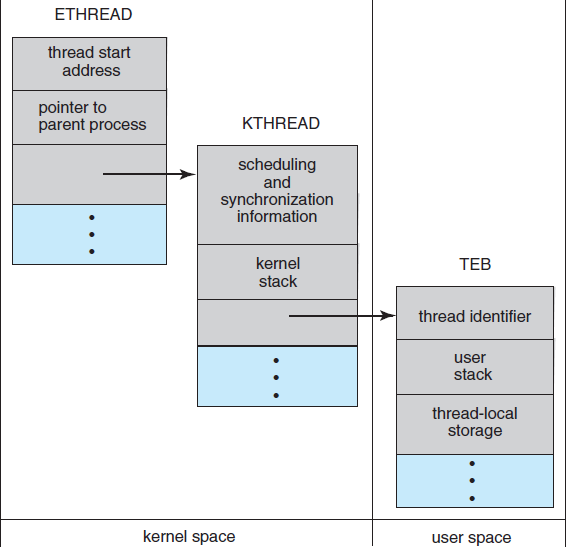 ETHREAD
thread start
address
pointer to
parent process
KTHREAD
scheduling
and
synchronization
information
kernel
stack
TEB
thread identifier
user
stack
thread-local
storage
kernel space
user space